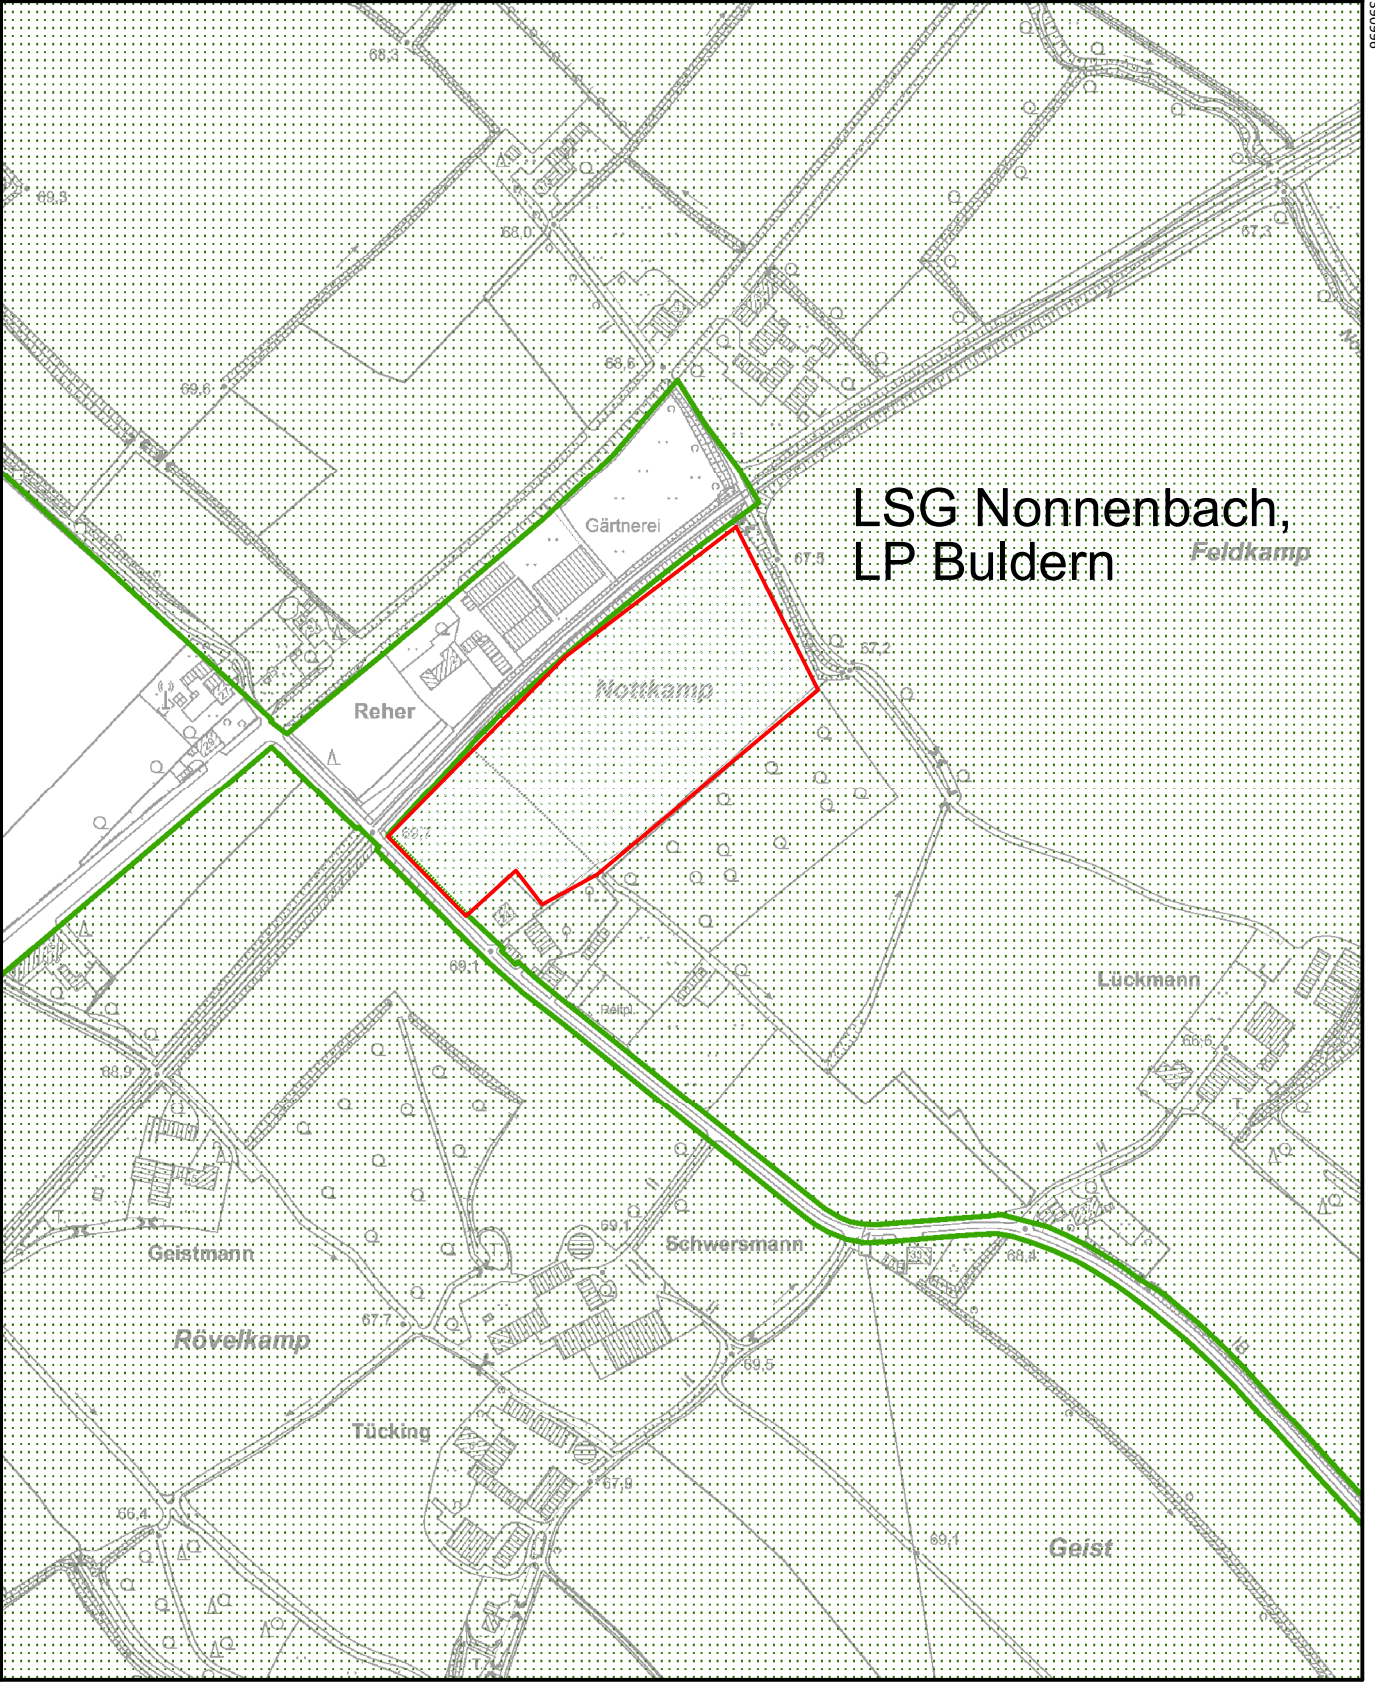 68,3
69,3
68,0
67,3
69,6
68,6
LSG Nonnenbach,
LP Buldern
Feldkamp
Gärtnerei
67,5
67,2
Nottkamp
Reher
69,1
Reitpl.
Lückmann
66,6
68,9
T
69,1
Schwersmann
68,4
Geistmann
67,7
Rövelkamp
69,5
Tücking
67,9
66,4
69,1
Geist
T